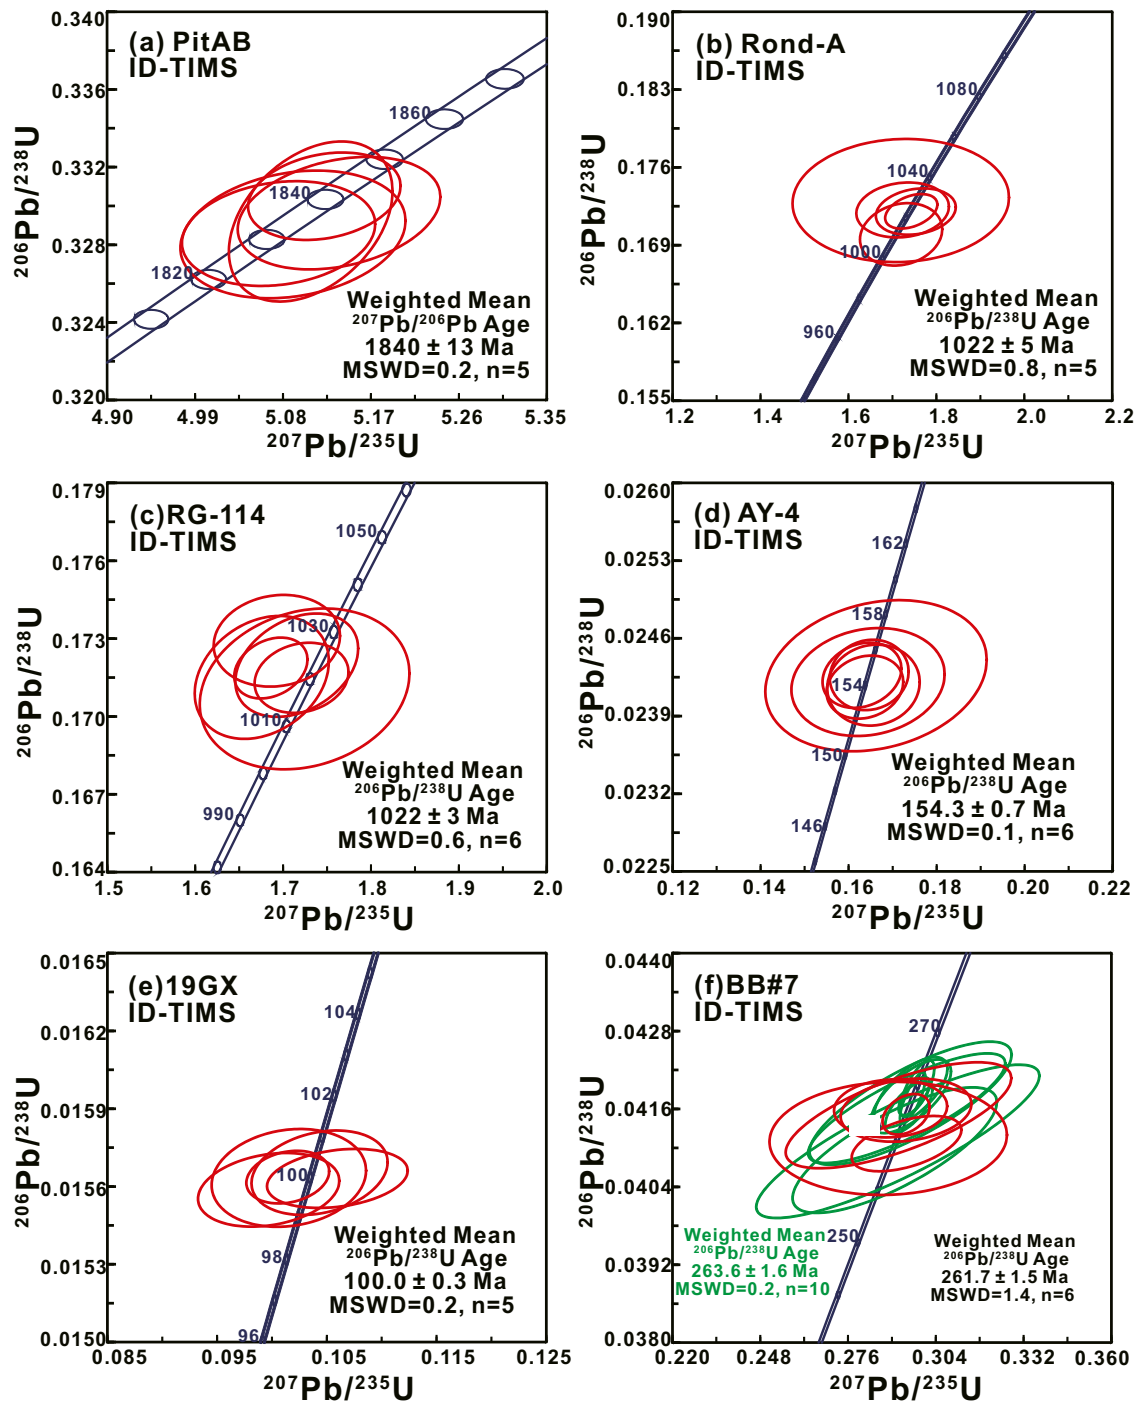 (a) PitAB
ID-TIMS
0.340
0.336
0.332
0.328
0.324
0.320
206Pb/238U
1860
1840
1820
Weighted Mean
207Pb/206Pb Age
1840 ± 13 Ma
MSWD=0.2, n=5
4.90 4.99 5.08 5.17 5.26 5.35
207Pb/235U
(b) Rond-A
ID-TIMS
0.190
0.183
0.176
0.169
0.162
0.155
206Pb/238U
1080
1040
1000
960
Weighted Mean
206Pb/238U Age
1022 ± 5 Ma
MSWD=0.8, n=5
1.2 1.4 1.6 1.8 2.0 2.2
207Pb/235U
(c)RG-114
ID-TIMS
0.179
0.176
0.173
0.170
0.167
0.164
206Pb/238U
1050
1030
1010
990
Weighted Mean
206Pb/238U Age
1022 ± 3 Ma
MSWD=0.6, n=6
1.5 1.6 1.7 1.8 1.9 2.0
207Pb/235U
(d) AY-4
ID-TIMS
0.0260
0.0253
0.0246
0.0239
0.0232
0.0225
206Pb/238U
162
158
154
150
146
Weighted Mean
206Pb/238U Age
154.3 ± 0.7 Ma
MSWD=0.1, n=6
0.12 0.14 0.16 0.18 0.20 0.22
207Pb/235U
(e)19GX
ID-TIMS
0.0165
0.0162
0.0159
0.0156
0.0153
0.0150
206Pb/238U
104
102
100
98
96
Weighted Mean
206Pb/238U Age
100.0 ± 0.3 Ma
MSWD=0.2, n=5
0.085 0.095 0.105 0.115 0.125
207Pb/235U
(f)BB#7
ID-TIMS
0.0440
0.0428
0.0416
0.0404
0.0392
0.0380
206Pb/238U
270
250
Weighted Mean
206Pb/238U Age
263.6 ± 1.6 Ma
MSWD=0.2, n=10
Weighted Mean
206Pb/238U Age
261.7 ± 1.5 Ma
MSWD=1.4, n=6
0.220 0.248 0.276 0.304 0.332 0.360
207Pb/235U